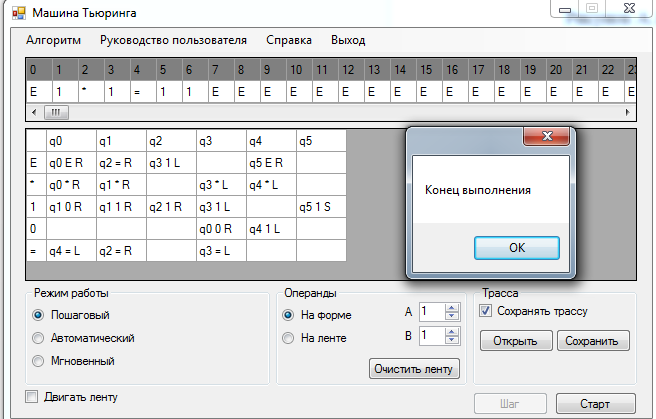 Машина Тьюринга
Алгоритм Руководство пользователя Справка Выход
0 1 2 3 4 5 6 7 8 9 10 11 12 13 14 15 16 17 18 19 20 21 22 23
E 1 * 1 = 1 1 E E E E E E E E E E E E E E E E E
q0 q1 q2 q3 q4 q5
E q0 E R q2 = R q3 1 L q5 E R
* q0 * R q1 * R q3 * L q4 * L
1 q1 0 R q1 1 R q2 1 R q3 1 L q5 1 S
0 q0 0 R q4 1 L
= q4 = L q2 = R q3 = L
Конец выполнения
OK
Режим работы
Пошаговый
Автоматический
Мгновенный
Операнды
На форме
На ленте
A 1
B 1
Очистить ленту
Трасса
Сохранять трассу
Открыть Сохранить
Двигать ленту
Шаг Старт